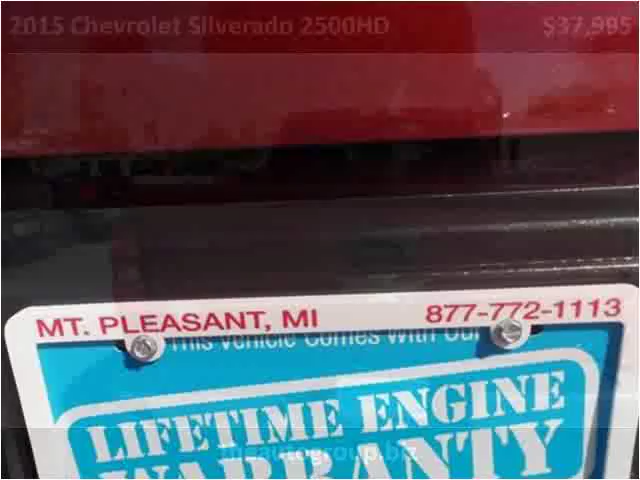 2015 Chevrolet Silverado 2500HD $37,995
MT. PLEASANT, MI 877-772-1113
This Vehicle Comes With Our
LIFETIME ENGINE
WARRANTY